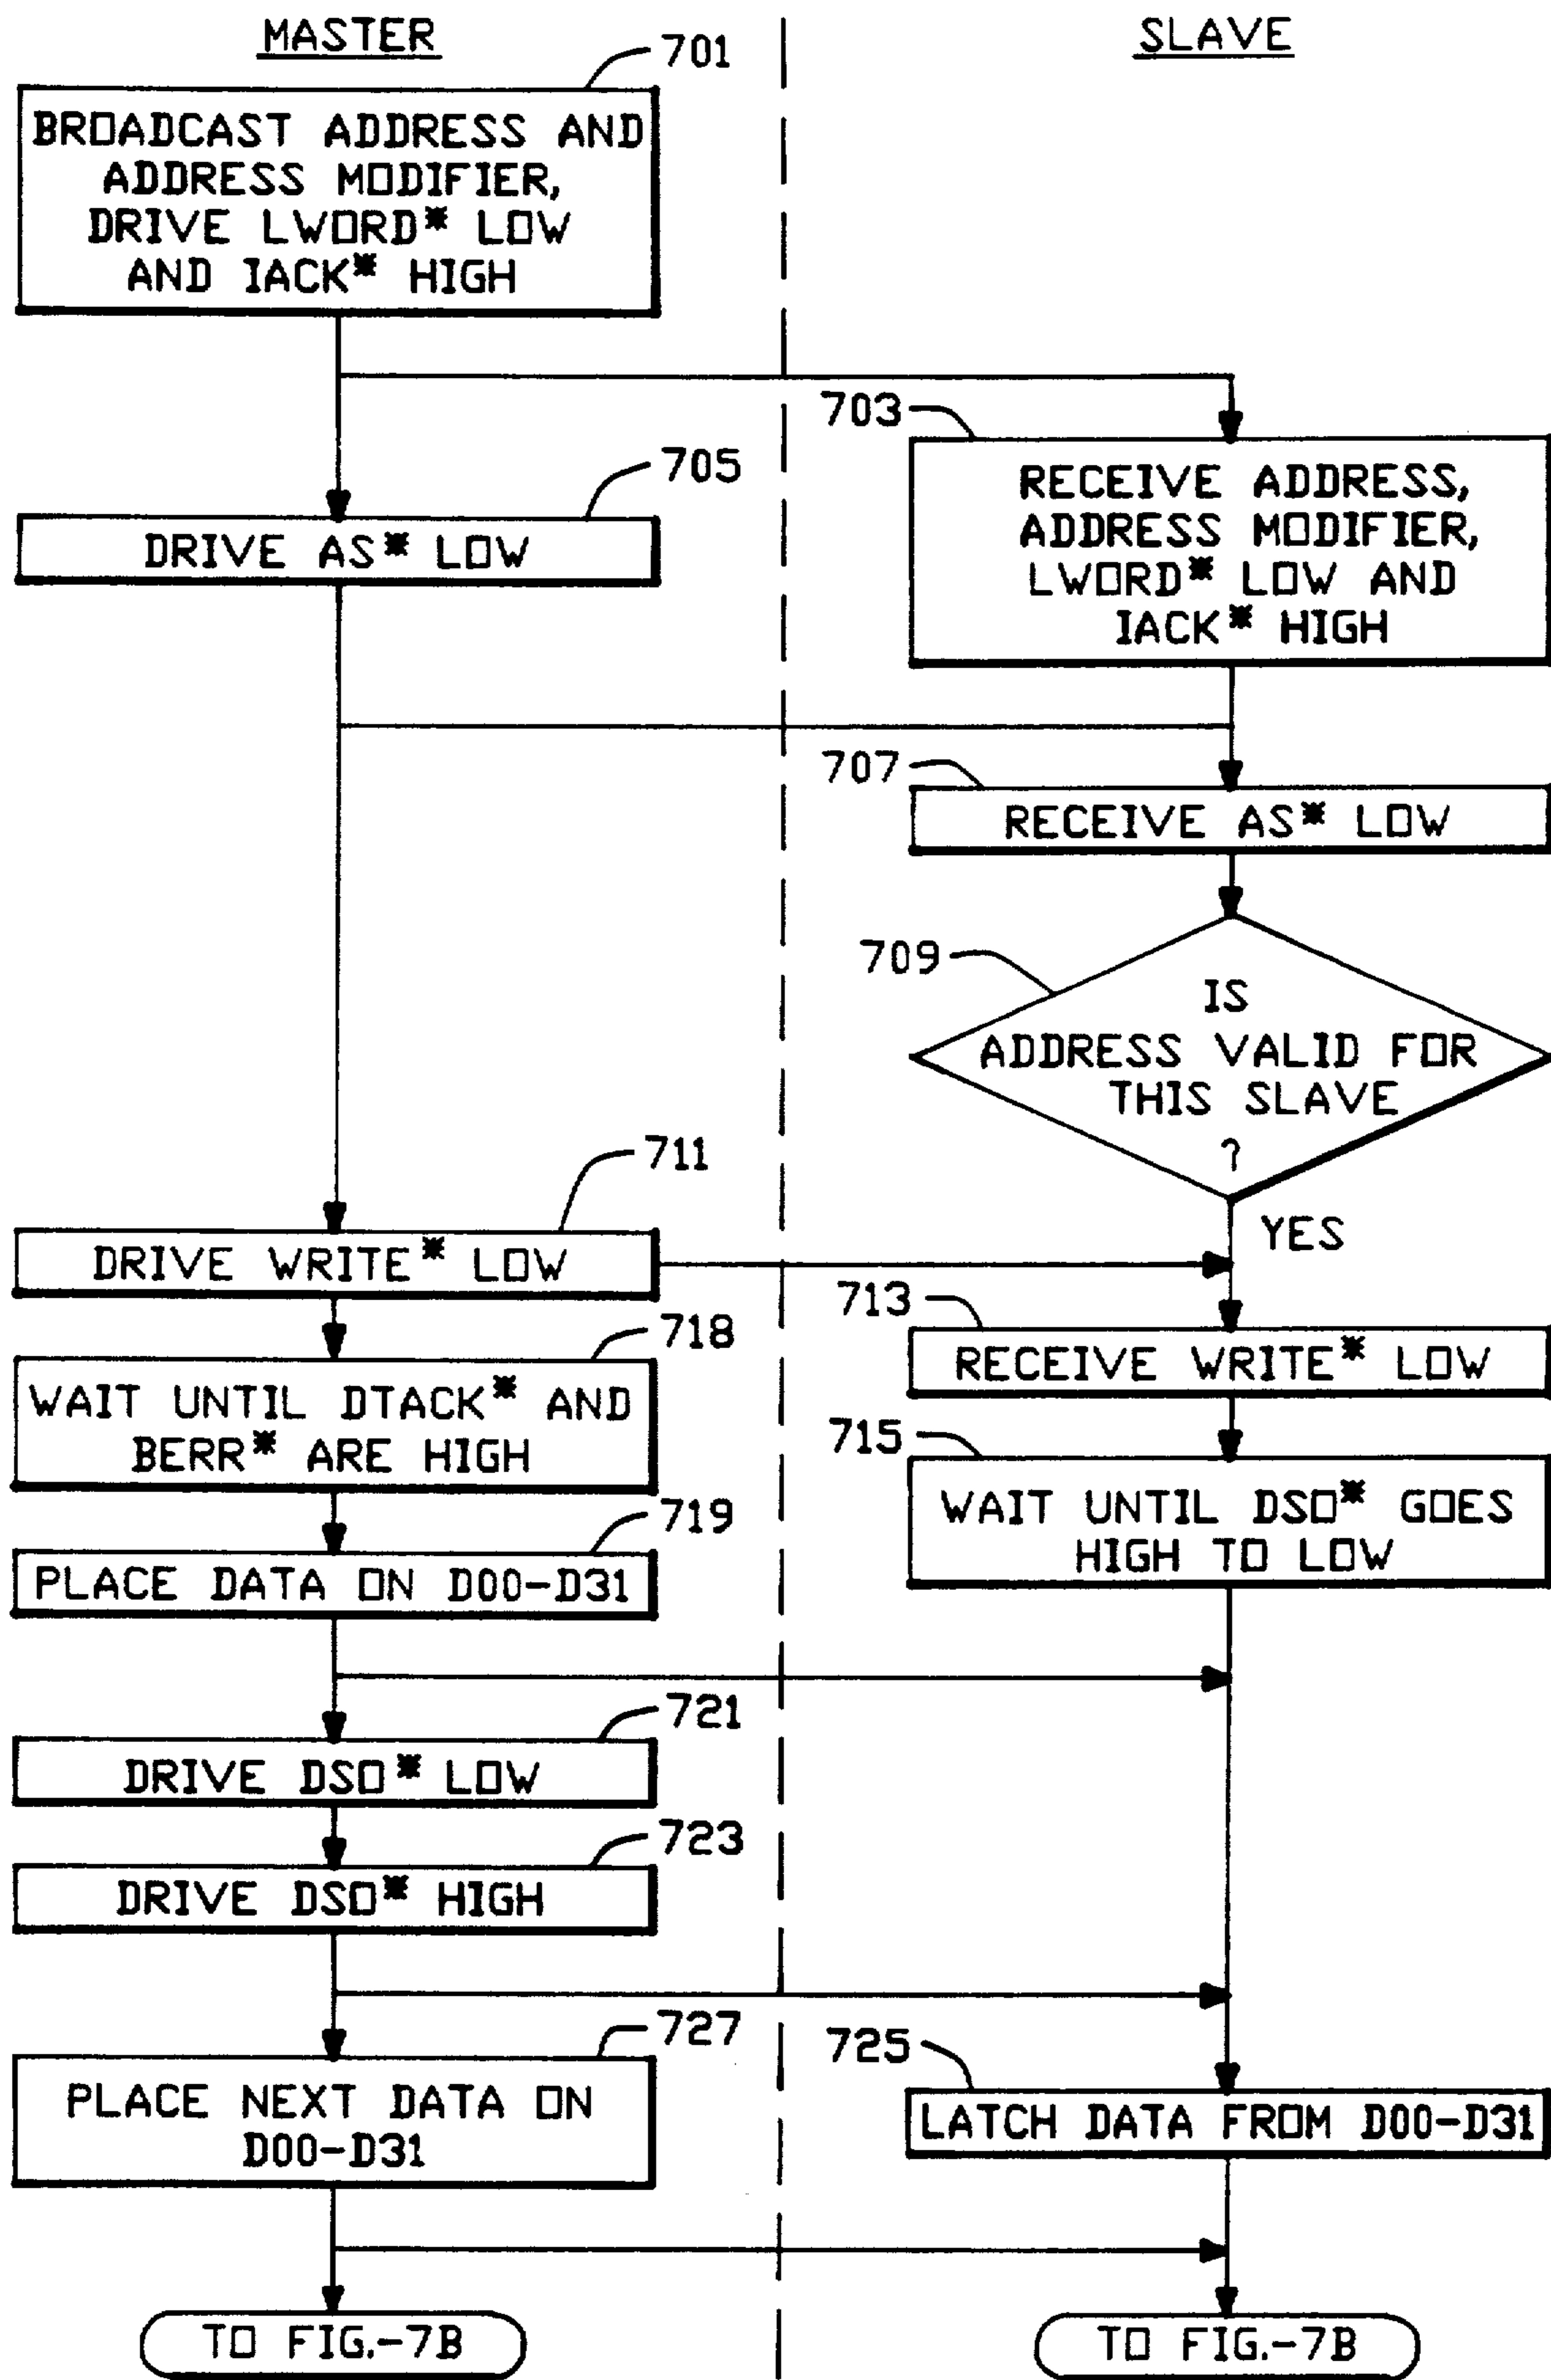 MASTER
SLAVE
701
BROADCAST ADDRESS AND
ADDRESS MODIFIER,
DRIVE LWORD* LOW
AND IACK* HIGH
703
RECEIVE ADDRESS,
ADDRESS MODIFIER,
LWORD* LOW AND
IACK* HIGH
705
DRIVE AS* LOW
707
RECEIVE AS* LOW
709
IS
ADDRESS VALID FOR
THIS SLAVE
?
YES
711
DRIVE WRITE* LOW
713
RECEIVE WRITE* LOW
718
WAIT UNTIL DTACK* AND
BERR* ARE HIGH
715
WAIT UNTIL DSO* GOES
HIGH TO LOW
719
PLACE DATA ON D00-D31
721
DRIVE DSO* LOW
723
DRIVE DSO* HIGH
727
PLACE NEXT DATA ON
D00-D31
725
LATCH DATA FROM D00-D31
TO FIG.-7B
TO FIG.-7B